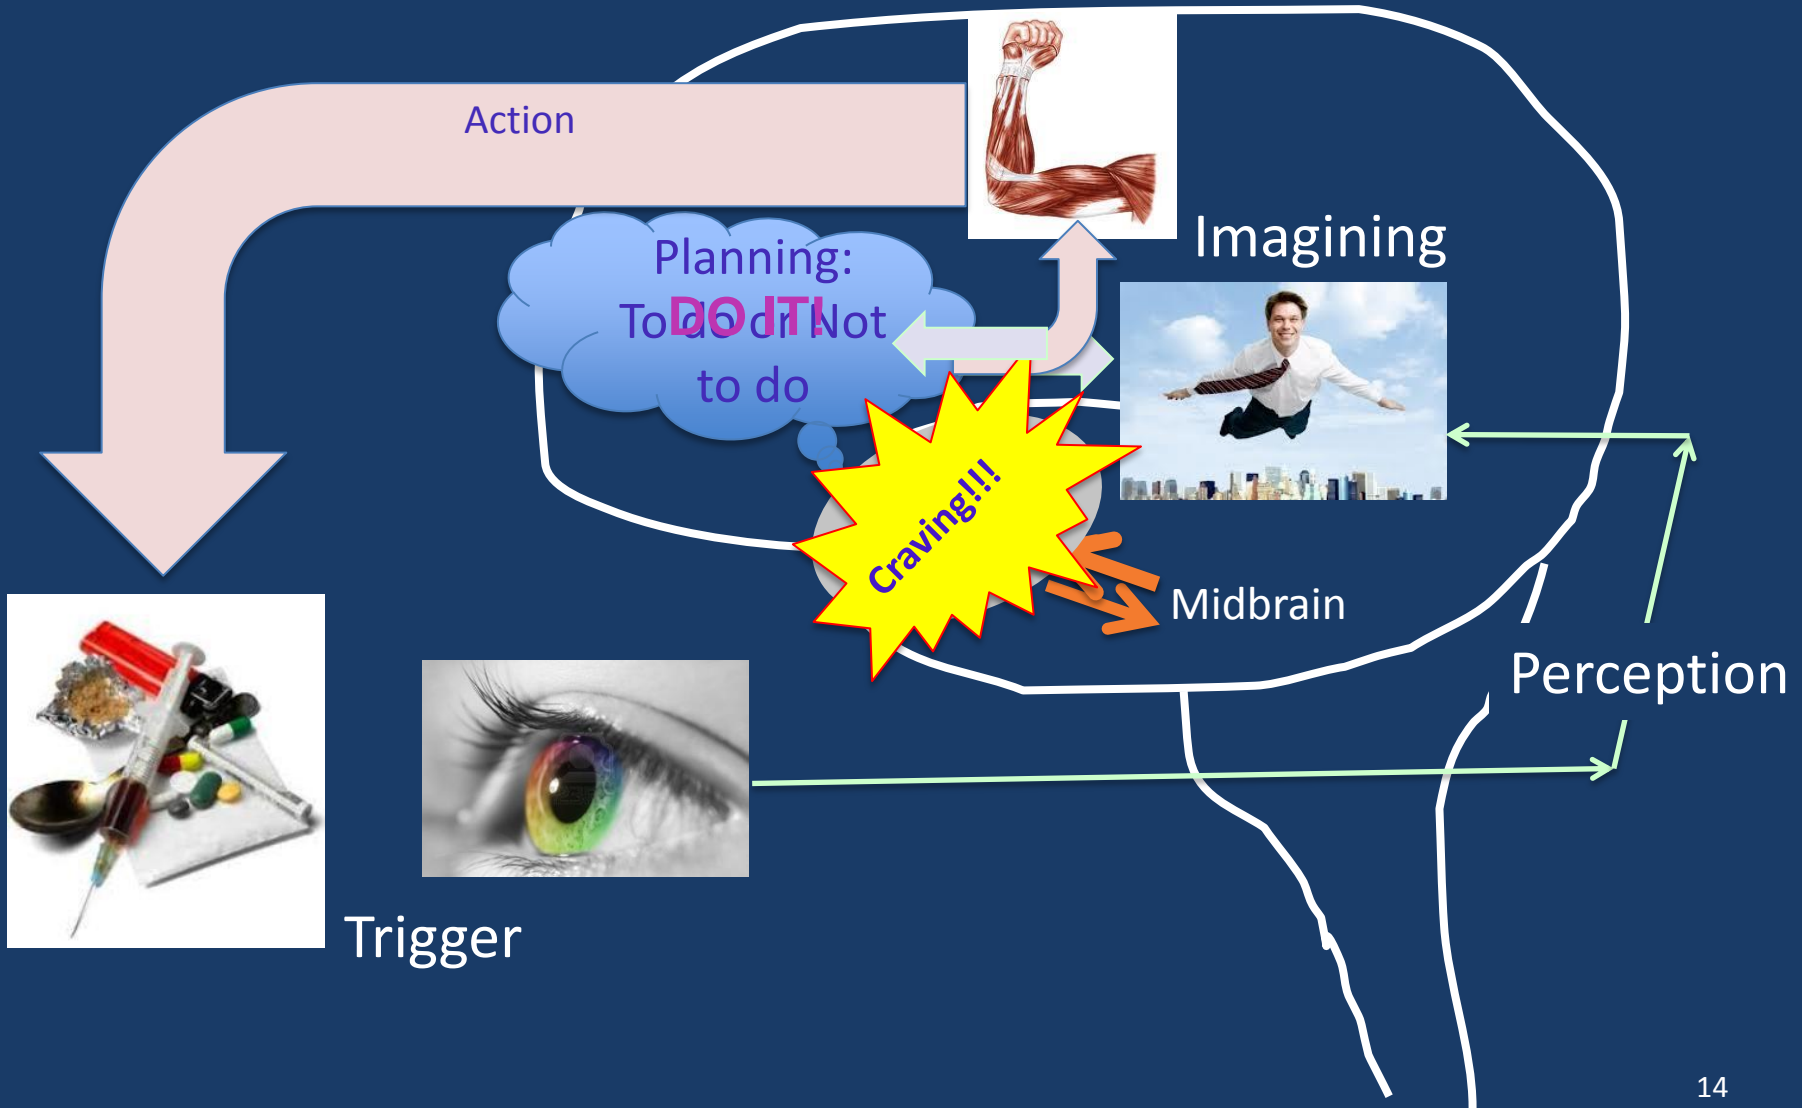 Action
Planning:
To do or Not
to do
DO IT!
Imagining
Craving!!!
Midbrain
Perception
Trigger
14